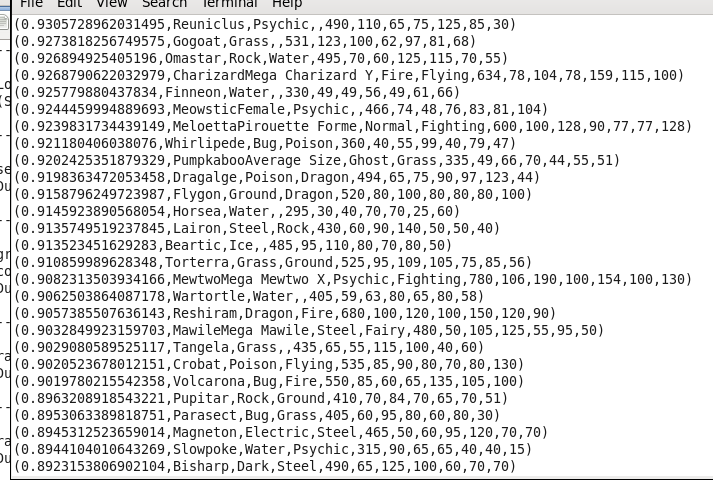 File Edit View Search Terminal Help
(0.9305728962031495,Reuniclus,Psychic,,490,110,65,75,125,85,30)
(0.9273818256749575,Gogoat,Grass,,531,123,100,62,97,81,68)
(0.926894925405196,Omastar,Rock,Water,495,70,60,125,115,70,55)
(0.9268790622032979,CharizardMega Charizard Y,Fire,Flying,634,78,104,78,159,115,100)
(0.925779880437834,Finneon,Water,,330,49,49,56,49,61,66)
(0.9244459994889693,MeowsticFemale,Psychic,,466,74,48,76,83,81,104)
(0.9239831734439149,MeloettaPirouette Forme,Normal,Fighting,600,100,128,90,77,77,128)
(0.921180406038076,Whirlipede,Bug,Poison,360,40,55,99,40,79,47)
(0.9202425351879329,PumpkabooAverage Size,Ghost,Grass,335,49,66,70,44,55,51)
(0.9198363472053458,Dragalge,Poison,Dragon,494,65,75,90,97,123,44)
(0.9158796249723987,Flygon,Ground,Dragon,520,80,100,80,80,80,100)
(0.9145923890568054,Horsea,Water,,295,30,40,70,70,25,60)
(0.9135749519237845,Lairon,Steel,Rock,430,60,90,140,50,50,40)
(0.913523451629283,Beartic,Ice,,485,95,110,80,70,80,50)
(0.910859989628348,Torterra,Grass,Ground,525,95,109,105,75,85,56)
(0.9082313503934166,MewtwoMega Mewtwo X,Psychic,Fighting,780,106,190,100,154,100,130)
(0.9062503864087178,Wartortle,Water,,405,59,63,80,65,80,58)
(0.9057385507636143,Reshiram,Dragon,Fire,680,100,120,100,150,120,90)
(0.9032849923159703,MawileMega Mawile,Steel,Fairy,480,50,105,125,55,95,50)
(0.9029080589525117,Tangela,Grass,,435,65,55,115,100,40,60)
(0.9020523678012151,Crobat,Poison,Flying,535,85,90,80,70,80,130)
(0.9019780215542358,Volcarona,Bug,Fire,550,85,60,65,135,105,100)
(0.8963208918543221,Pupitar,Rock,Ground,410,70,84,70,65,70,51)
(0.8953063389818751,Parasect,Bug,Grass,405,60,95,80,60,80,30)
(0.8945312523659014,Magneton,Electric,Steel,465,50,60,95,120,70,70)
(0.8944104010643269,Slowpoke,Water,Psychic,315,90,65,65,40,40,15)
(0.8923153806902104,Bisharp,Dark,Steel,490,65,125,100,60,70,70)